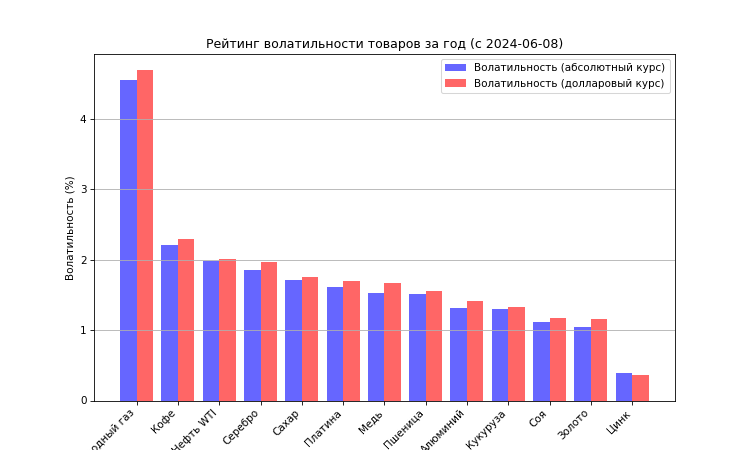 Рейтинг волатильности товаров за год (с 2024-06-08)
Волатильность (абсолютный курс)
Волатильность (долларовый курс)
Волатильность (%)
4
3
2
1
0
газ
Кофе
Нефть WTI
Серебро
Сахар
Платина
Медь
Пшеница
Алюминий
Кукуруза
Соя
Золото
Цинк